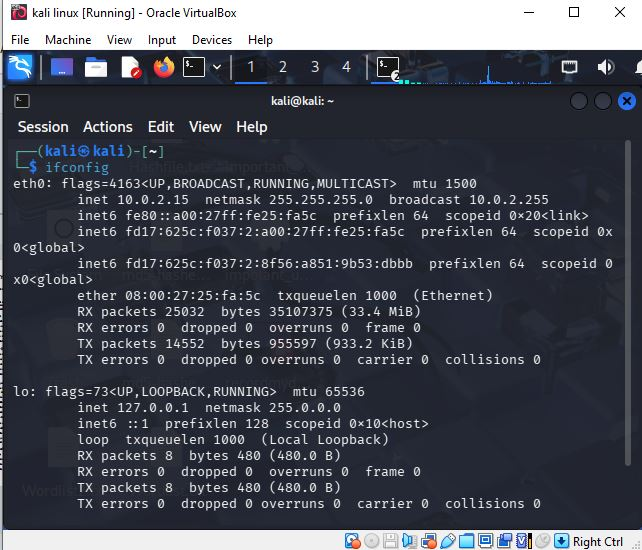 kali linux [Running] - Oracle VirtualBox
File Machine View Input Devices Help
1 2 3 4 2
kali@kali: ~
Session Actions Edit View Help
┌──(kali㉿kali)-[~]
└─$ ifconfig
eth0: flags=4163<UP,BROADCAST,RUNNING,MULTICAST> mtu 1500
inet 10.0.2.15 netmask 255.255.255.0 broadcast 10.0.2.255
inet6 fe80::a00:27ff:fe25:fa5c prefixlen 64 scopeid 0×20<link>
inet6 fd17:625c:f037:2:a00:27ff:fe25:fa5c prefixlen 64 scopeid 0x
0<global>
inet6 fd17:625c:f037:2:8f56:a851:9b53:dbbb prefixlen 64 scopeid 0
x0<global>
ether 08:00:27:25:fa:5c txqueuelen 1000 (Ethernet)
RX packets 25032 bytes 35107375 (33.4 MiB)
RX errors 0 dropped 0 overruns 0 frame 0
TX packets 14552 bytes 955597 (933.2 KiB)
TX errors 0 dropped 0 overruns 0 carrier 0 collisions 0
lo: flags=73<UP,LOOPBACK,RUNNING> mtu 65536
inet 127.0.0.1 netmask 255.0.0.0
inet6 ::1 prefixlen 128 scopeid 0×10<host>
loop txqueuelen 1000 (Local Loopback)
RX packets 8 bytes 480 (480.0 B)
RX errors 0 dropped 0 overruns 0 frame 0
TX packets 8 bytes 480 (480.0 B)
TX errors 0 dropped 0 overruns 0 carrier 0 collisions 0
Right Ctrl